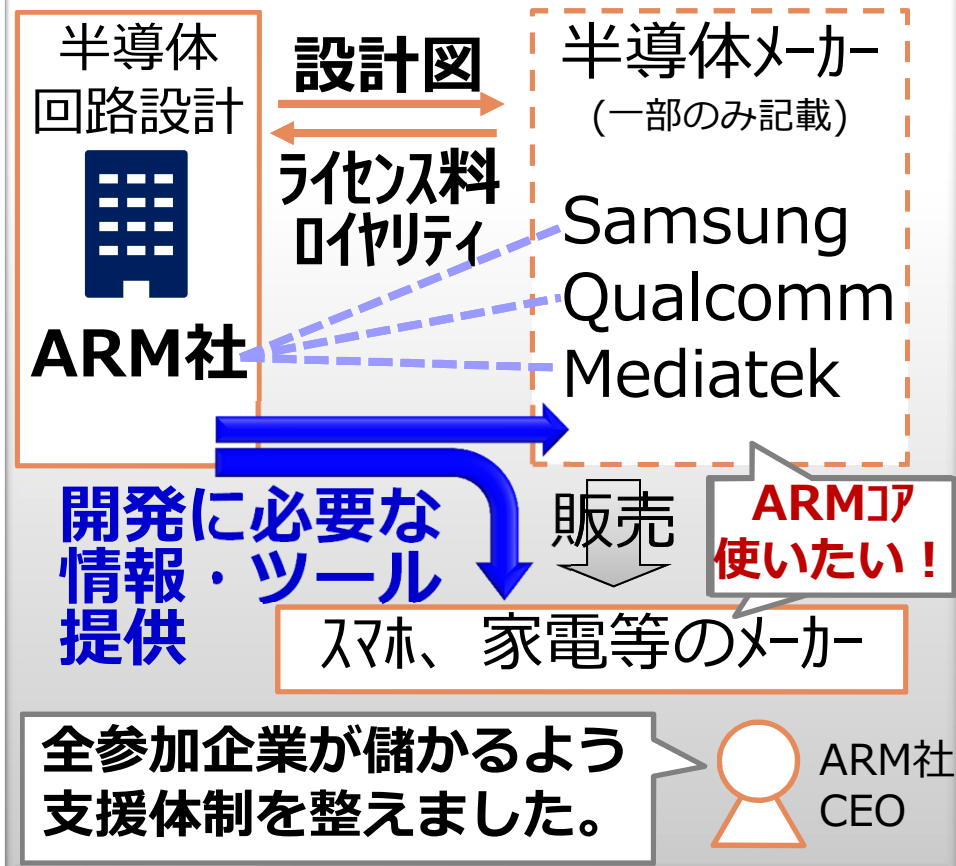 半導体
回路設計
ARM社
設計図
ライセンス料
ロイヤリティ
半導体ﾒｰｶｰ
(一部のみ記載)
Samsung
Qualcomm
Mediatek
開発に必要な
情報・ツール
提供
販売
ARMｺｱ
使いたい！
ｽﾏﾎ、家電等のﾒｰｶｰ
全参加企業が儲かるよう
支援体制を整えました。
ARM社
CEO